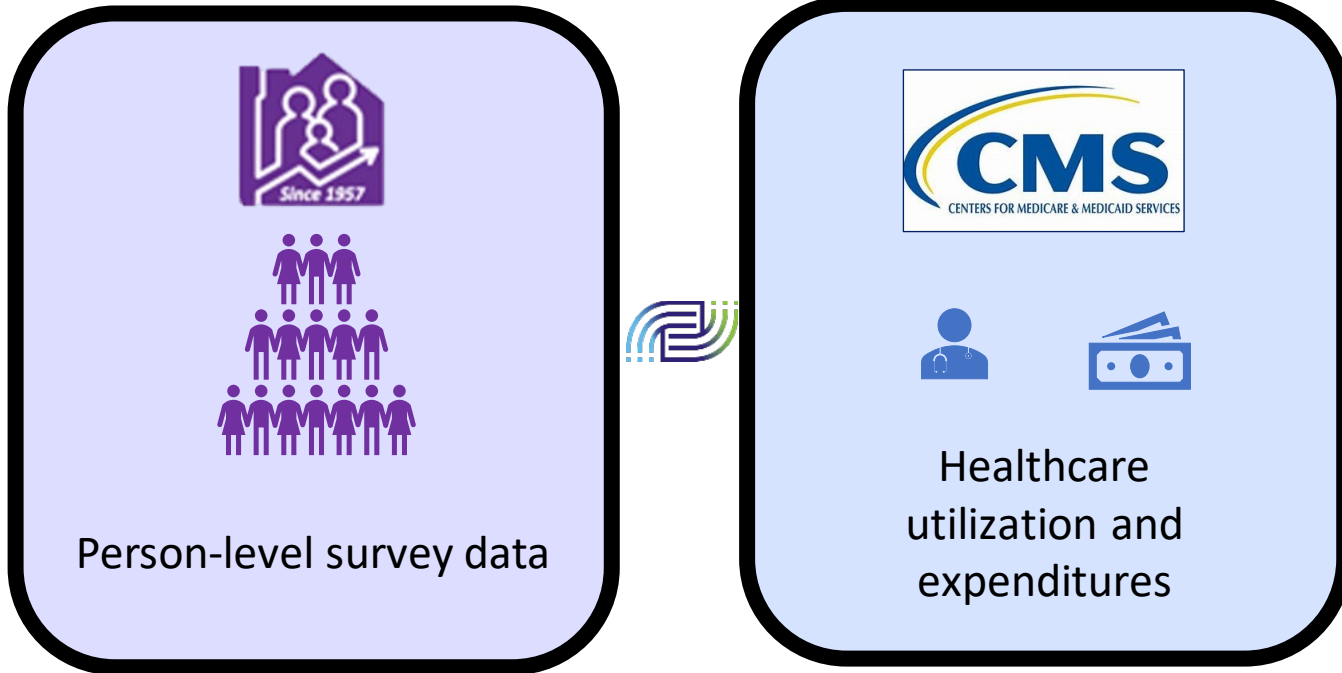 Since 1957
Person-level survey data
CMS
CENTERS FOR MEDICARE & MEDICAID SERVICES
Healthcare
utilization and
expenditures